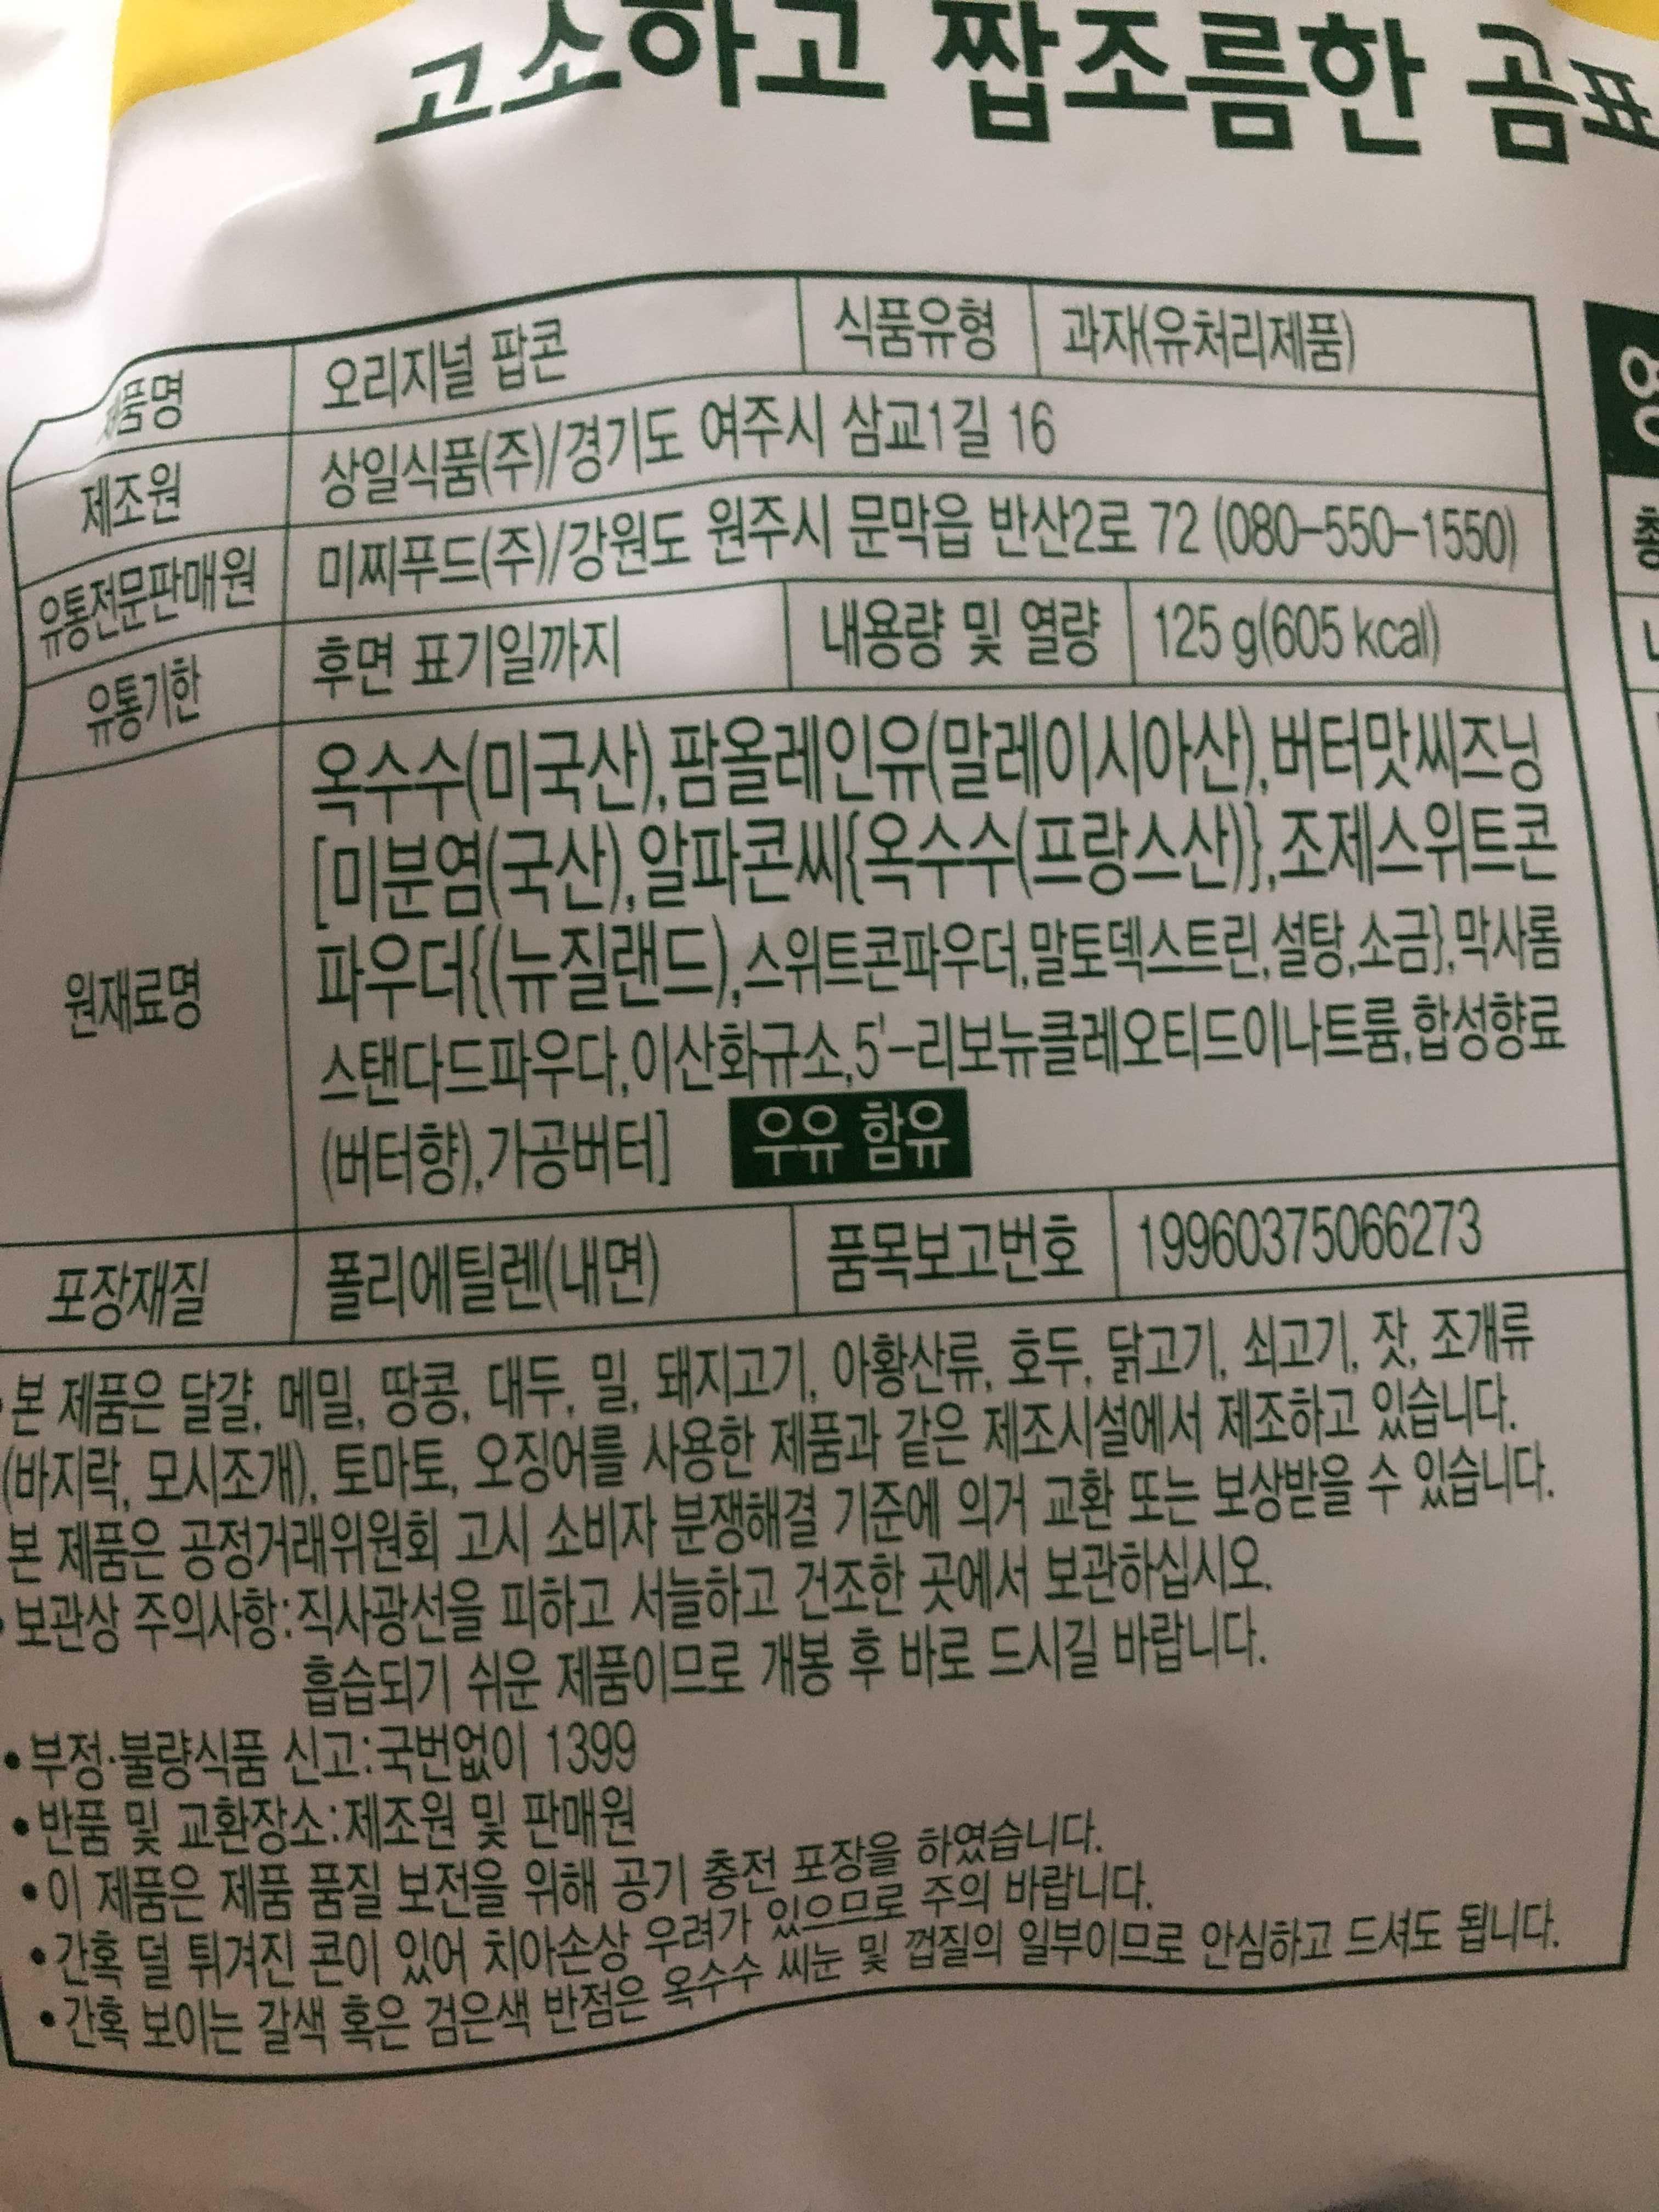 고소하고 짭조름한 곰표
제품명 오리지널 팝콘 식품유형 과자(유처리제품)
제조원 상일식품(주)/경기도 여주시 삼교1길 16
유통전문판매원 미찌푸드(주)/강원도 원주시 문막읍 반산2로 72 (080-550-1550)
유통기한 후면 표기일까지 내용량 및 열량 125 g(605 kcal)
원재료명
옥수수(미국산),팜올레인유(말레이시아산),버터맛씨즈닝
[미분염(국산),알파콘씨{옥수수(프랑스산)},조제스위트콘
파우더{(뉴질랜드),스위트콘파우더,말토덱스트린,설탕,소금},막사롬
스탠다드파우다,이산화규소,5'-리보뉴클레오티드이나트륨,합성향료
(버터향),가공버터] 우유 함유
포장재질 폴리에틸렌(내면) 품목보고번호 19960375066273
•본 제품은 달걀, 메밀, 땅콩, 대두, 밀, 돼지고기, 아황산류, 호두, 닭고기, 쇠고기, 잣, 조개류
(바지락, 모시조개), 토마토, 오징어를 사용한 제품과 같은 제조시설에서 제조하고 있습니다.
본 제품은 공정거래위원회 고시 소비자 분쟁해결 기준에 의거 교환 또는 보상받을 수 있습니다.
•보관상 주의사항:직사광선을 피하고 서늘하고 건조한 곳에서 보관하십시오.
흡습되기 쉬운 제품이므로 개봉 후 바로 드시길 바랍니다.
•부정·불량식품 신고:국번없이 1399
•반품 및 교환장소:제조원 및 판매원
•이 제품은 제품 품질 보전을 위해 공기 충전 포장을 하였습니다.
•간혹 덜 튀겨진 콘이 있어 치아손상 우려가 있으므로 주의 바랍니다.
•간혹 보이는 갈색 혹은 검은색 반점은 옥수수 씨눈 및 껍질의 일부이므로 안심하고 드셔도 됩니다.